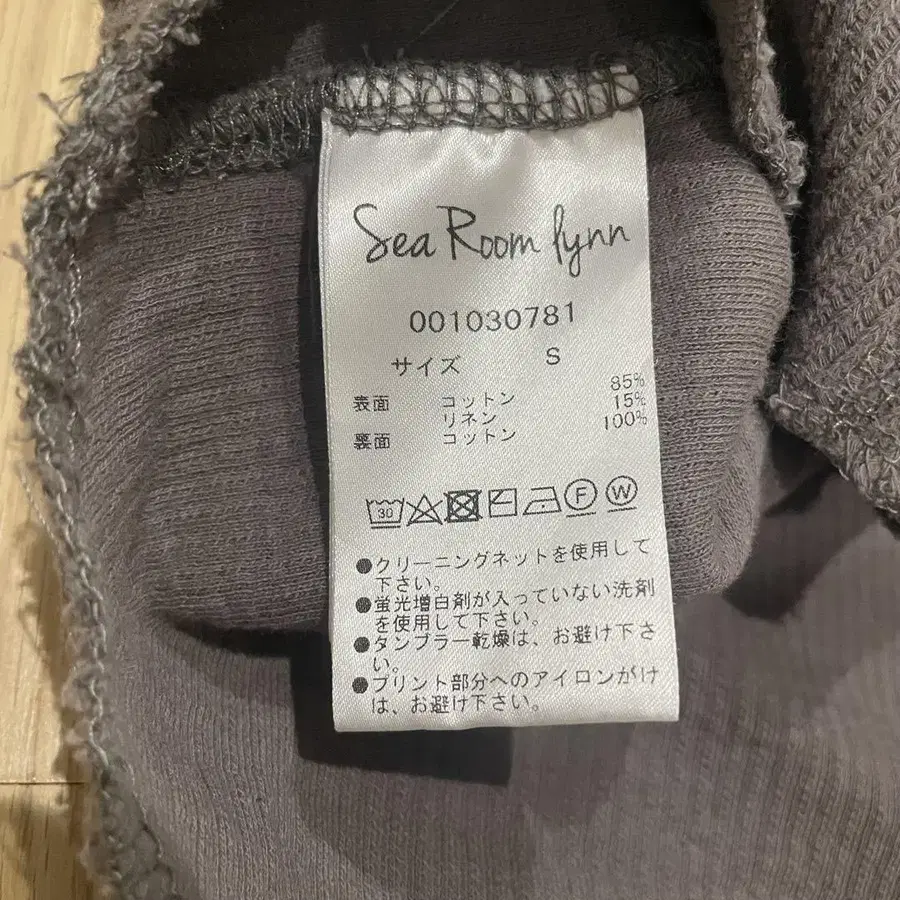 Sea Room lynn
001030781
サイズ S
85%
表面 コットン 15%
リネン 100%
裏面 コットン
30 F W
●クリーニングネットを使用して
下さい。
●蛍光増白剤が入っていない洗剤
を使用して下さい。
●タンブラー乾燥は、お避け下さ
い。
●プリント部分へのアイロンがけ
は、お避け下さい。